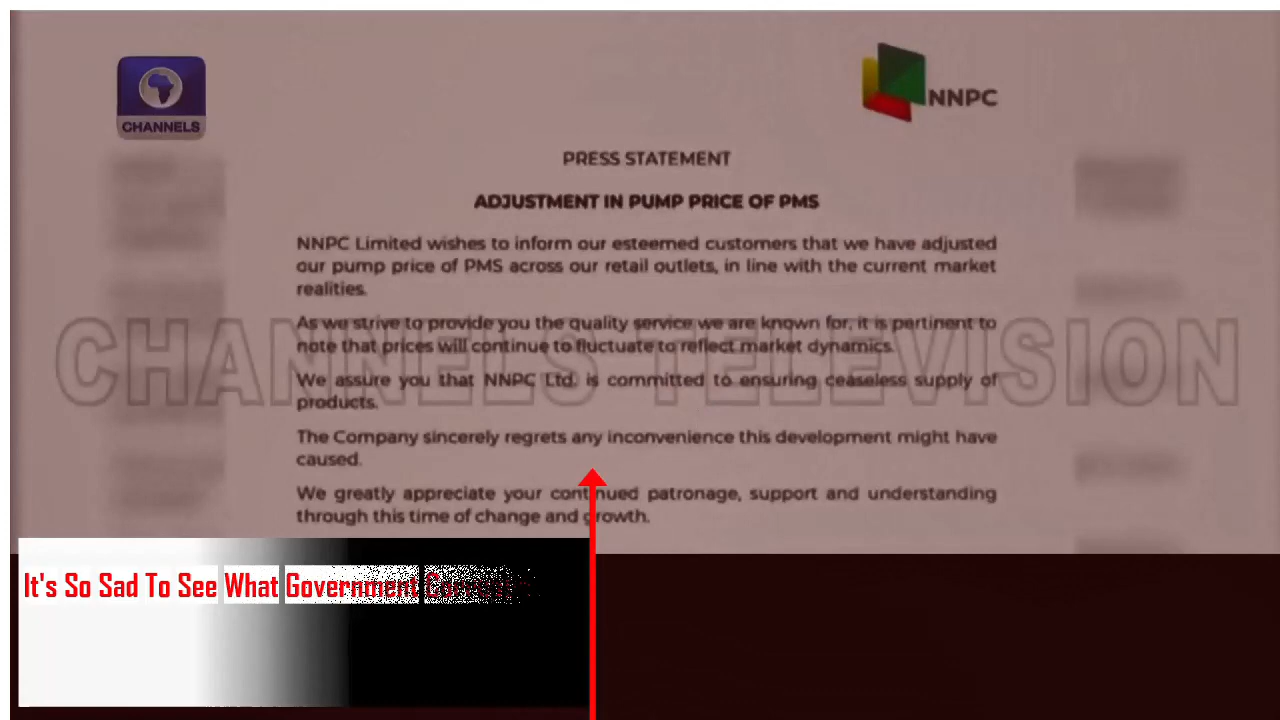 CHANNELS
NNPC
PRESS STATEMENT
ADJUSTMENT IN PUMP PRICE OF PMS
NNPC Limited wishes to inform our esteemed customers that we have adjusted
our pump price of PMS across our retail outlets, in line with the current market
realities.
As we strive to provide you the quality service we are known for, it is pertinent to
note that prices will continue to fluctuate to reflect market dynamics.
CHANNELS TELEVISION
We assure you that NNPC Ltd. is committed to ensuring ceaseless supply of
products.
The Company sincerely regrets any inconvenience this development might have
caused.
We greatly appreciate your continued patronage, support and understanding
through this time of change and growth.
It's So Sad To See What Government